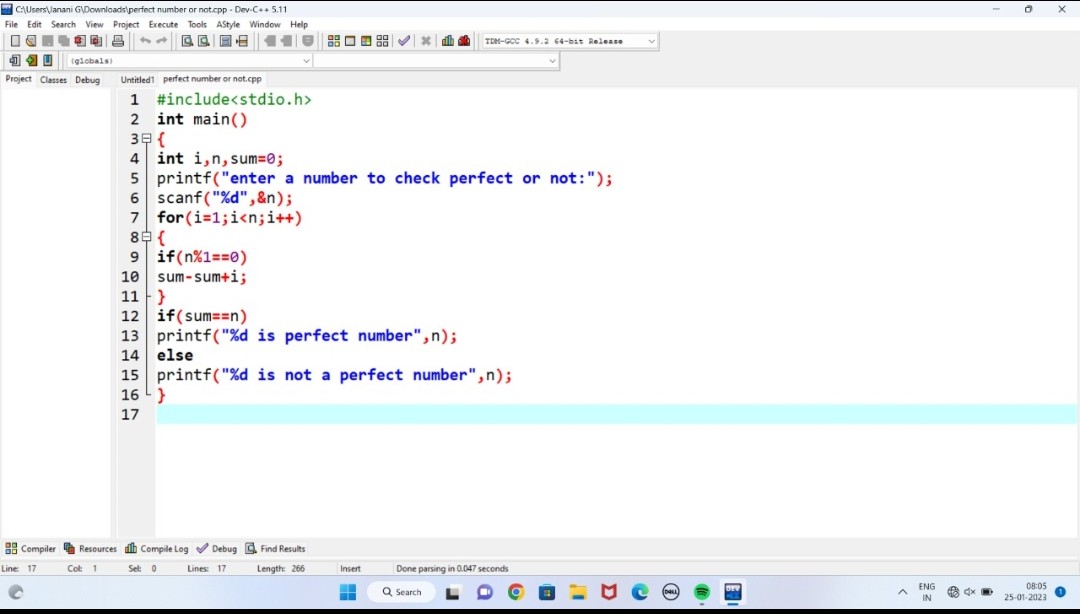 C:\Users\Janani G\Downloads\perfect number or not.cpp - Dev-C++ 5.11
File Edit Search View Project Execute Tools AStyle Window Help
TDM-GCC 4.9.2 64-bit Release
(globals)
Project Classes Debug Untitled1 perfect number or not.cpp
1 #include<stdio.h>
2 int main()
3 {
4 int i,n,sum=0;
5 printf("enter a number to check perfect or not:");
6 scanf("%d",&n);
7 for(i=1;i<n;i++)
8 {
9 if(n%1==0)
10 sum-sum+i;
11 }
12 if(sum==n)
13 printf("%d is perfect number",n);
14 else
15 printf("%d is not a perfect number",n);
16 }
17
Compiler Resources Compile Log Debug Find Results
Line: 17 Col: 1 Sel: 0 Lines: 17 Length: 266 Insert Done parsing in 0.047 seconds
Search DELL DEV ENG IN 08:05 25-01-2023 1